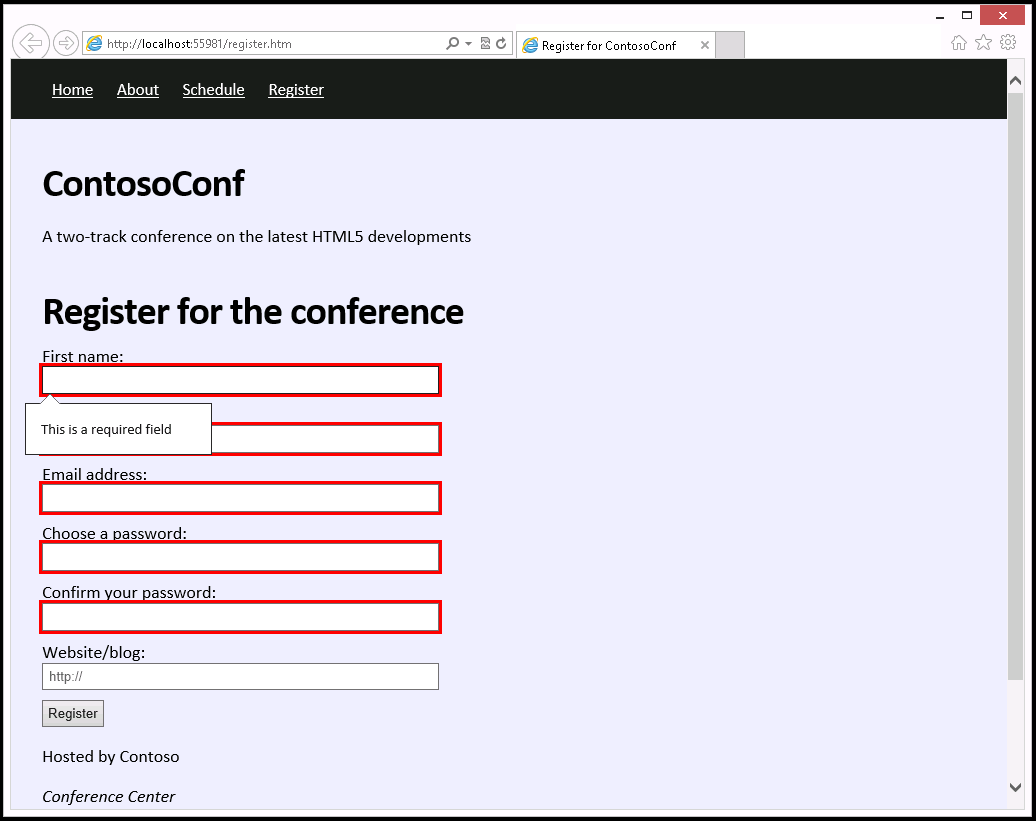 http://localhost:55981/register.htm
Register for ContosoConf
Home About Schedule Register
ContosoConf
A two-track conference on the latest HTML5 developments
Register for the conference
First name:
This is a required field
Email address:
Choose a password:
Confirm your password:
Website/blog:
http://
Register
Hosted by Contoso
Conference Center